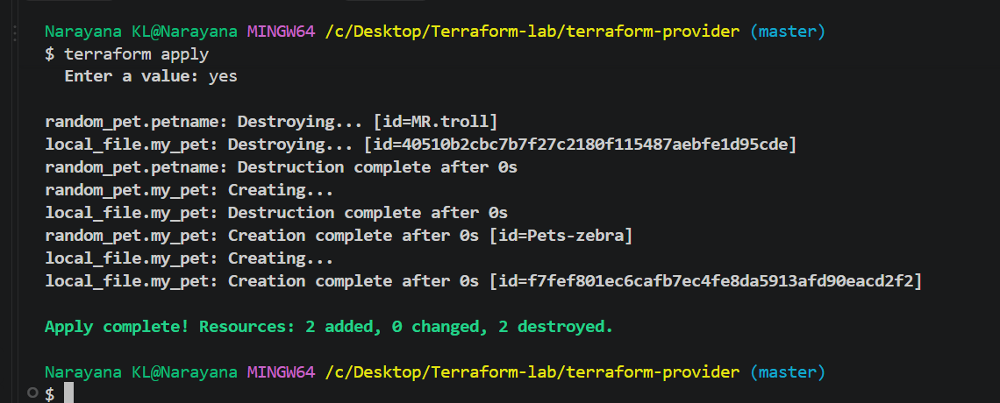 Narayana KL@Narayana MINGW64 /c/Desktop/Terraform-lab/terraform-provider (master)
$ terraform apply
  Enter a value: yes

random_pet.petname: Destroying... [id=MR.troll]
local_file.my_pet: Destroying... [id=40510b2cbc7b7f27c2180f115487aebfe1d95cde]
random_pet.petname: Destruction complete after 0s
random_pet.my_pet: Creating...
local_file.my_pet: Destruction complete after 0s
random_pet.my_pet: Creation complete after 0s [id=Pets-zebra]
local_file.my_pet: Creating...
local_file.my_pet: Creation complete after 0s [id=f7fef801ec6cafb7ec4fe8da5913afd90eacd2f2]

Apply complete! Resources: 2 added, 0 changed, 2 destroyed.

Narayana KL@Narayana MINGW64 /c/Desktop/Terraform-lab/terraform-provider (master)
$